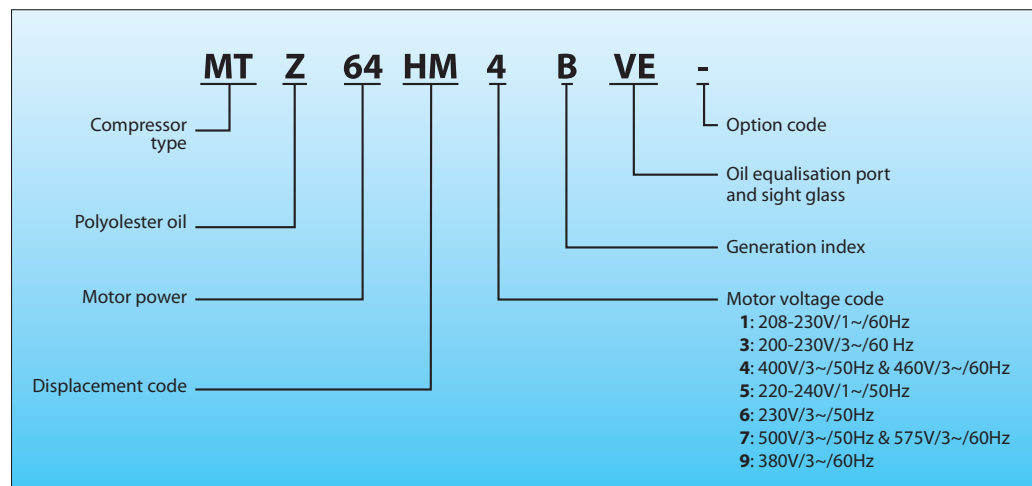 MT Z 64 HM 4 B VE -
Compressor
type
Polyolester oil
Motor power
Displacement code
Option code
Oil equalisation port
and sight glass
Generation index
Motor voltage code
1: 208-230V/1~/60Hz
3: 200-230V/3~/60 Hz
4: 400V/3~/50Hz & 460V/3~/60Hz
5: 220-240V/1~/50Hz
6: 230V/3~/50Hz
7: 500V/3~/50Hz & 575V/3~/60Hz
9: 380V/3~/60Hz